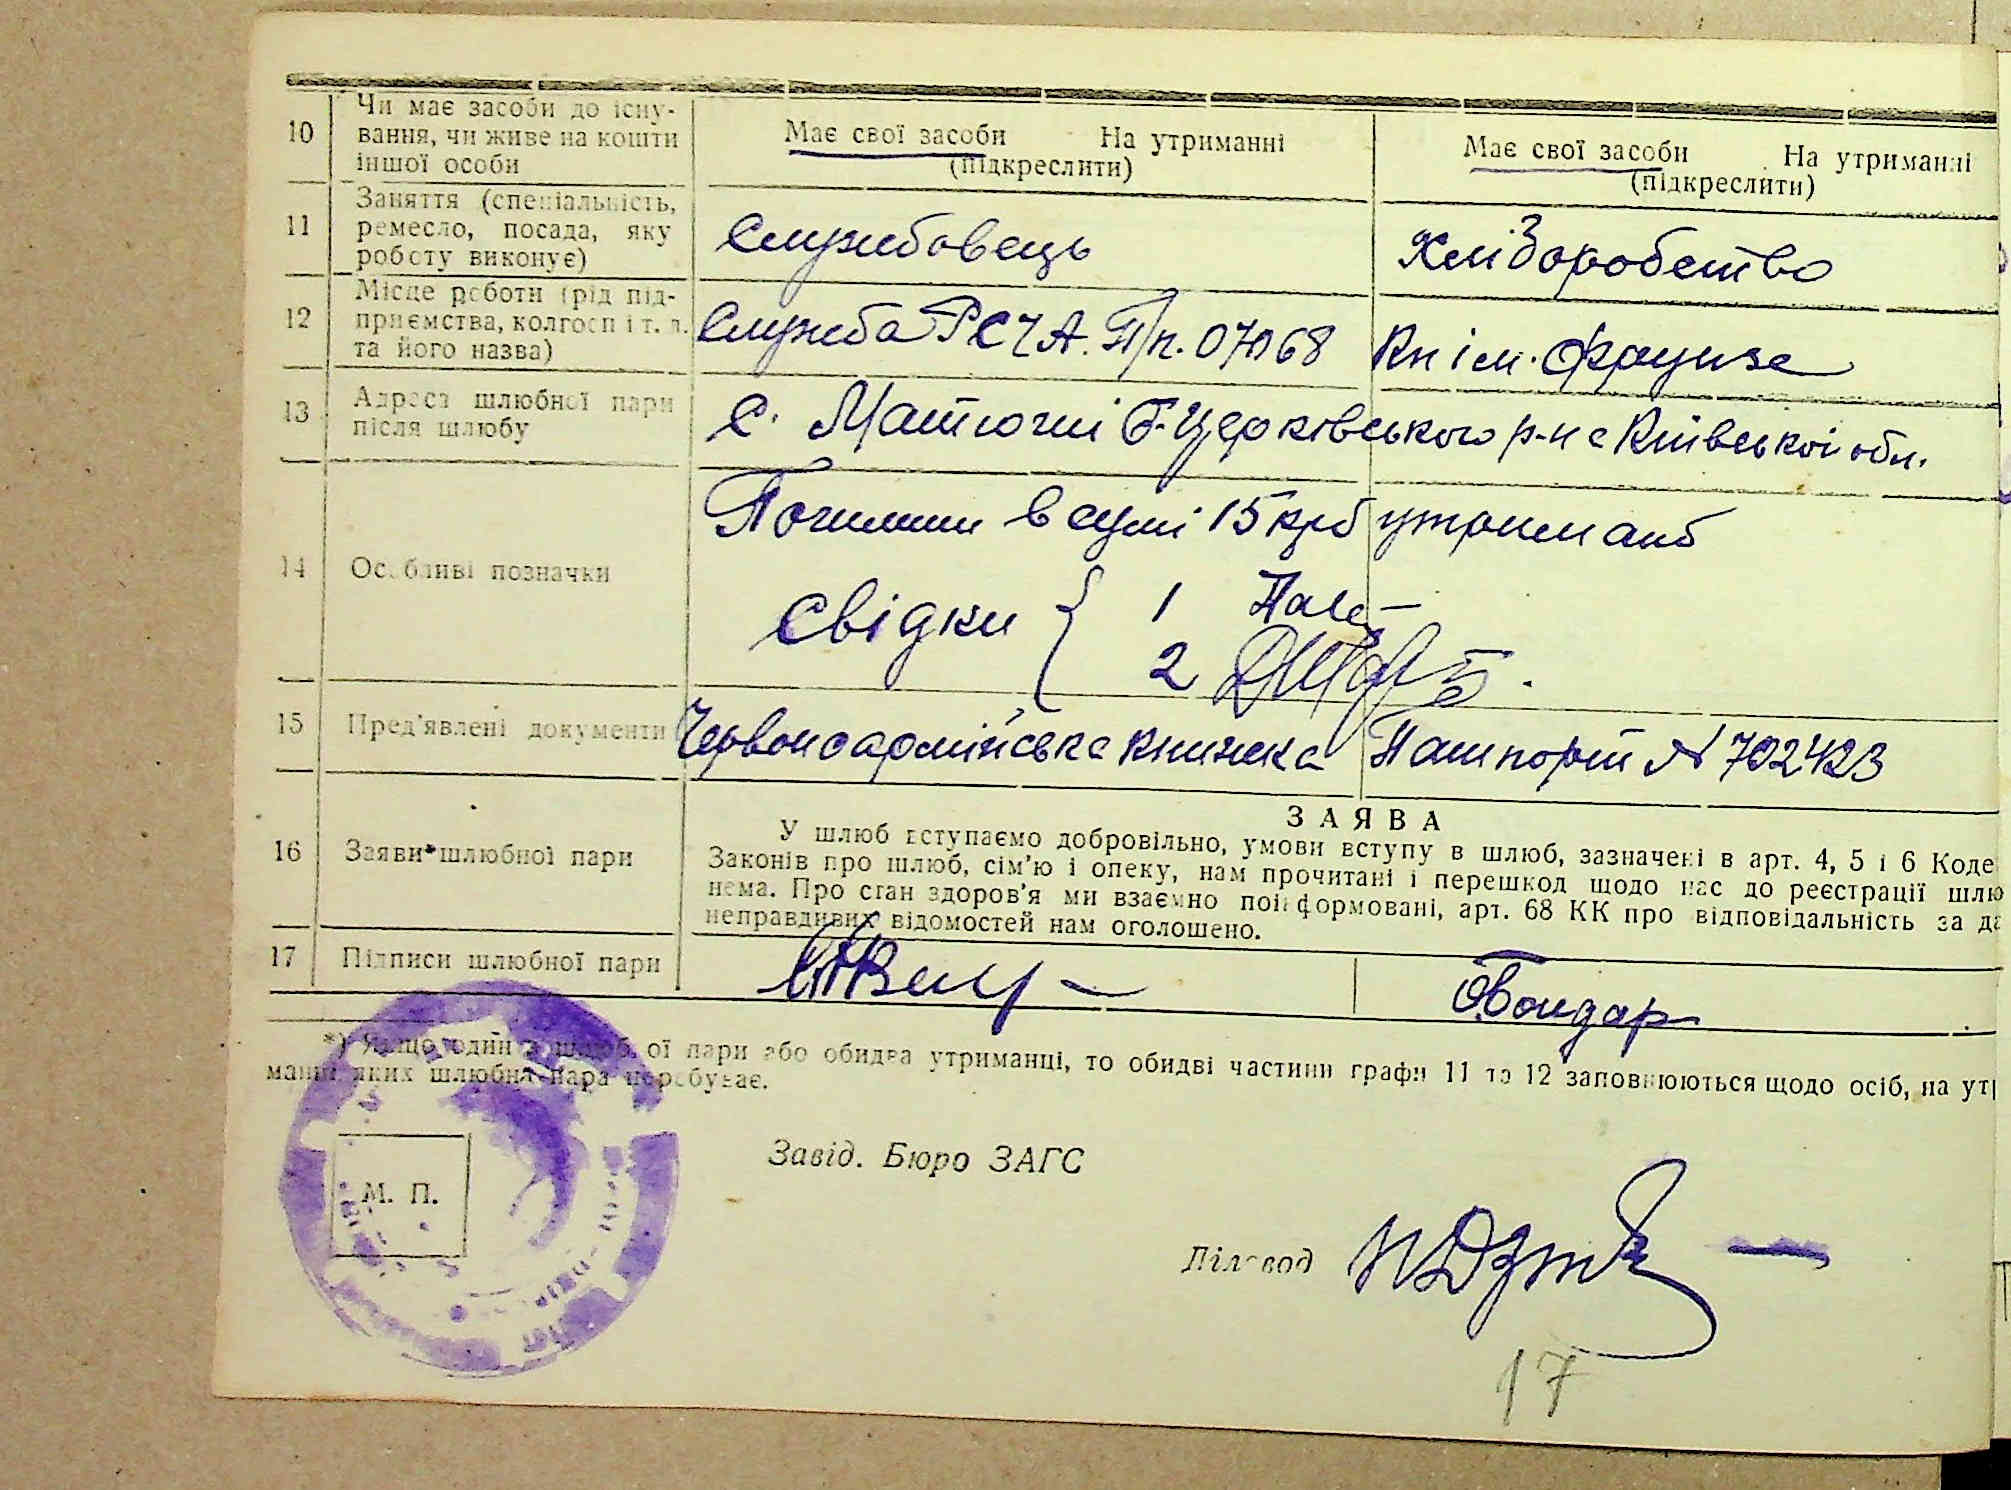 10 Чи має засоби до існу-
вання, чи живе на кошти
іншої особи
Має свої засоби На утриманні
(підкреслити)
Має свої засоби На утриманні
(підкреслити)
11 Заняття (спеціальність,
ремесло, посада, яку
роботу виконує)
Службовець
Хліборобство
12 Місце роботи (рід під-
приємства, колгосп і т. п.
та його назва)
Служба РСЧА. П/п. 07068
Кп ім. Фрунзе
13 Адреса шлюбної пари
після шлюбу
с. Матюші Б-Церковського р-на Київської обл.
14 Особливі позначки
в сумі 15 крб утримано
Свідки { 1
2
15 Пред'явлені документи
Червоноармійська книжка
Пашпорт № 702423
16 Заяви шлюбної пари
ЗАЯВА
У шлюб вступаємо добровільно, умови вступу в шлюб, зазначені в арт. 4, 5 і 6 Коде
Законів про шлюб, сім'ю і опеку, нам прочитані і перешкод щодо нас до реєстрації шлю
нема. Про стан здоров'я ми взаємно поінформовані, арт. 68 КК про відповідальність за да
неправдивих відомостей нам оголошено.
17 Підписи шлюбної пари
Бондар
*) Якщо один з шлюбної пари або обидва утриманці, то обидві частини графи 11 та 12 заповнюються щодо осіб, на утр
манні яких шлюбна пара перебуває.
М. П.
Завід. Бюро ЗАГС
Діловод
17